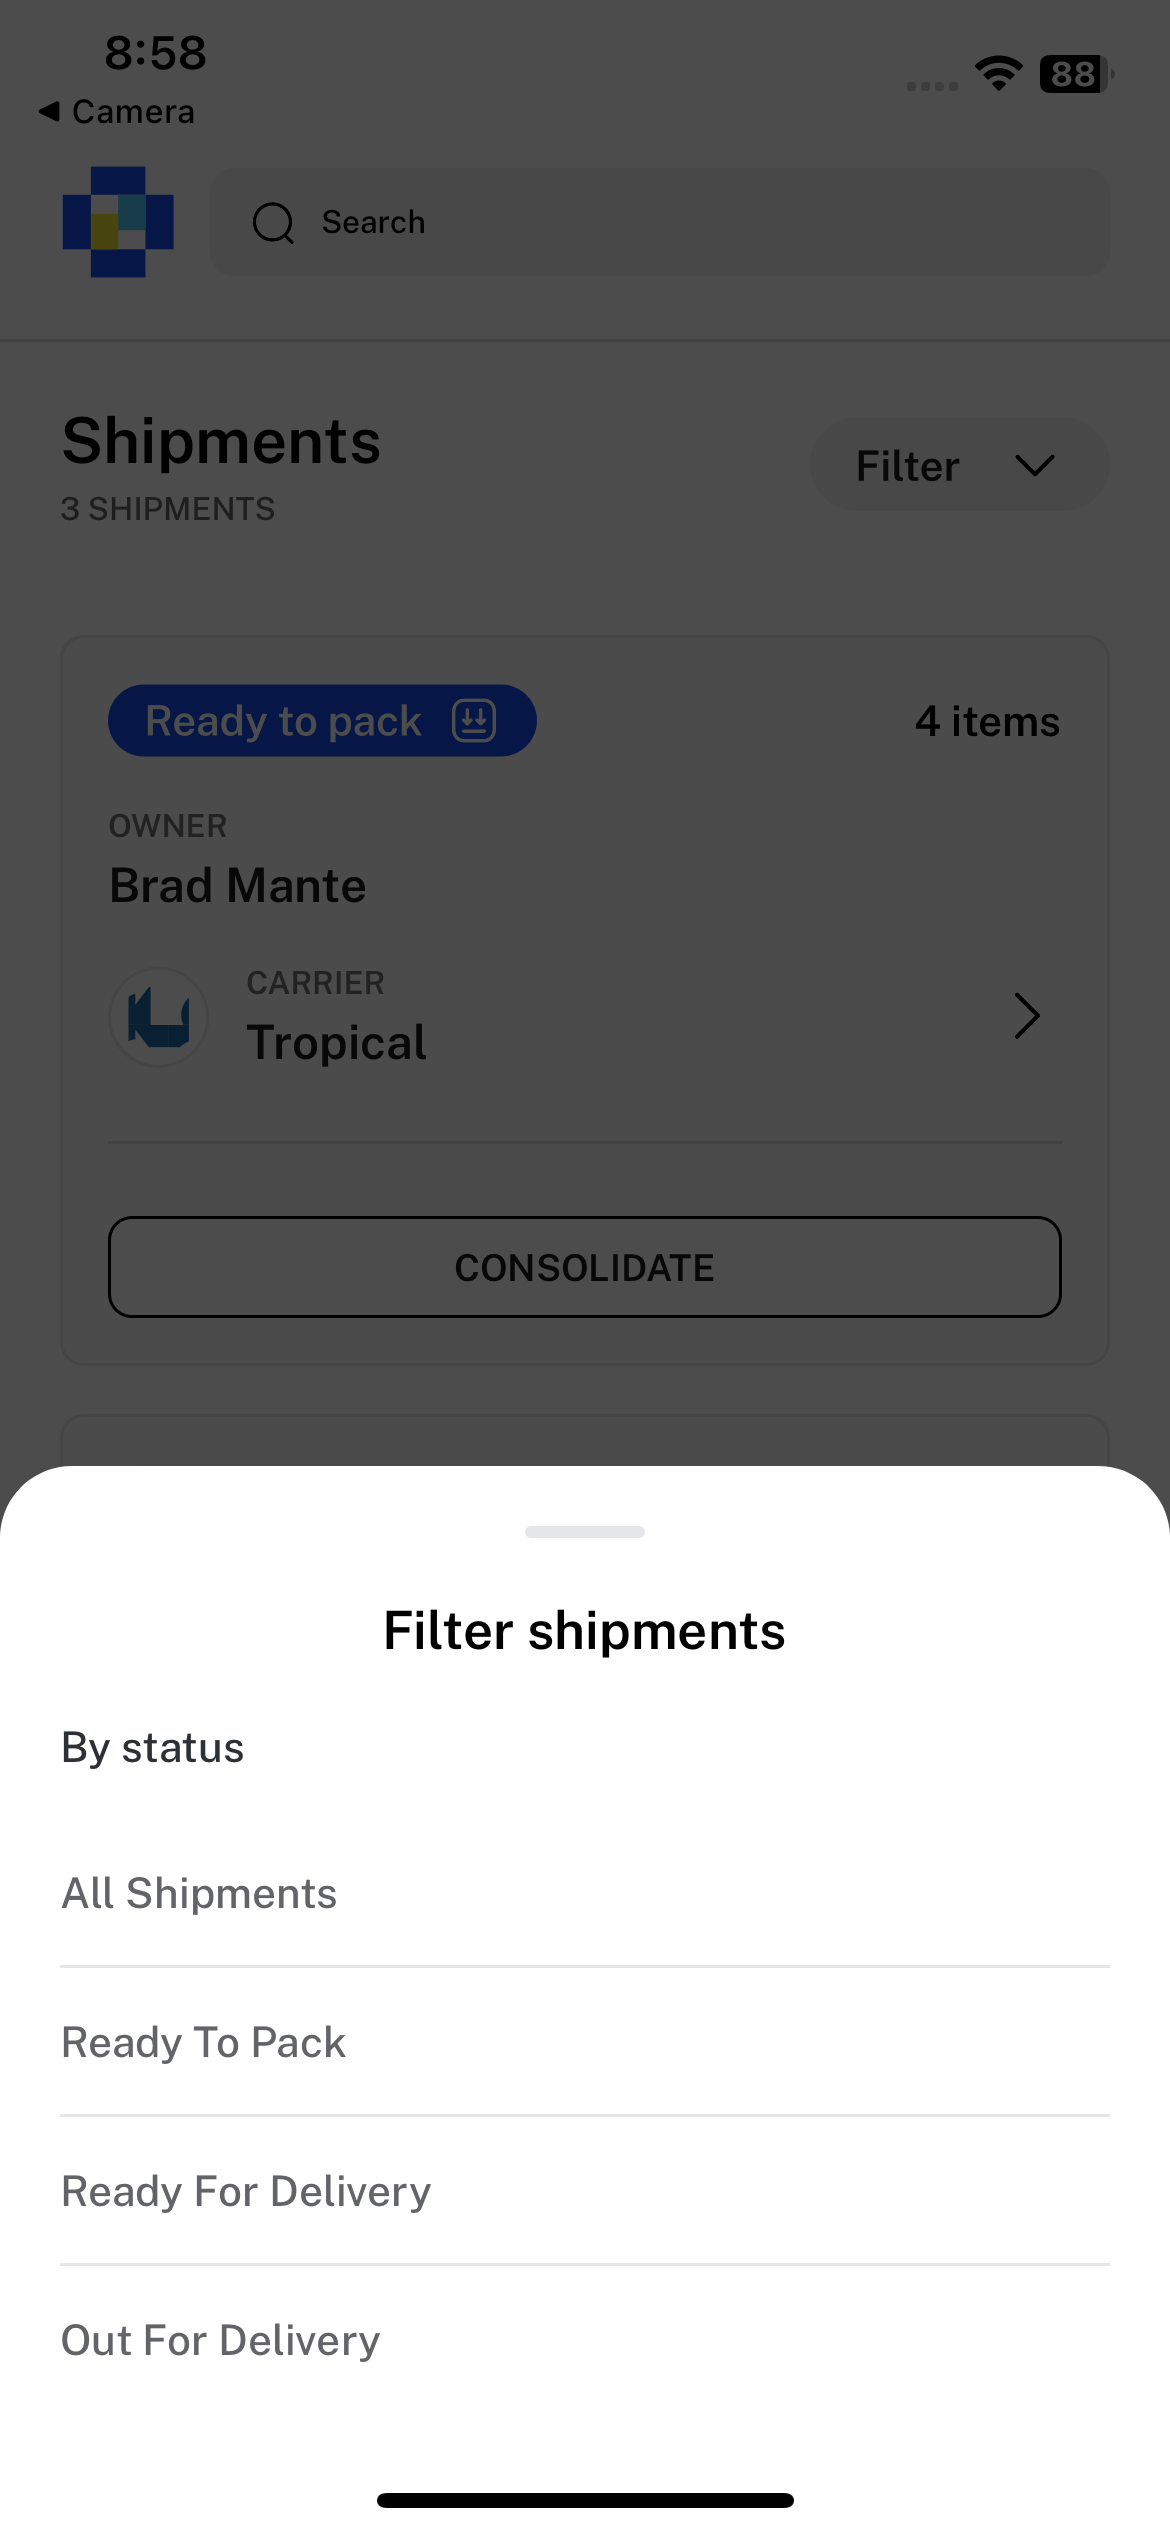 8:58
88
◀ Camera
Search
Shipments
Filter
3 SHIPMENTS
Ready to pack
4 items
OWNER
Brad Mante
CARRIER
Tropical
CONSOLIDATE
Filter shipments
By status
All Shipments
Ready To Pack
Ready For Delivery
Out For Delivery